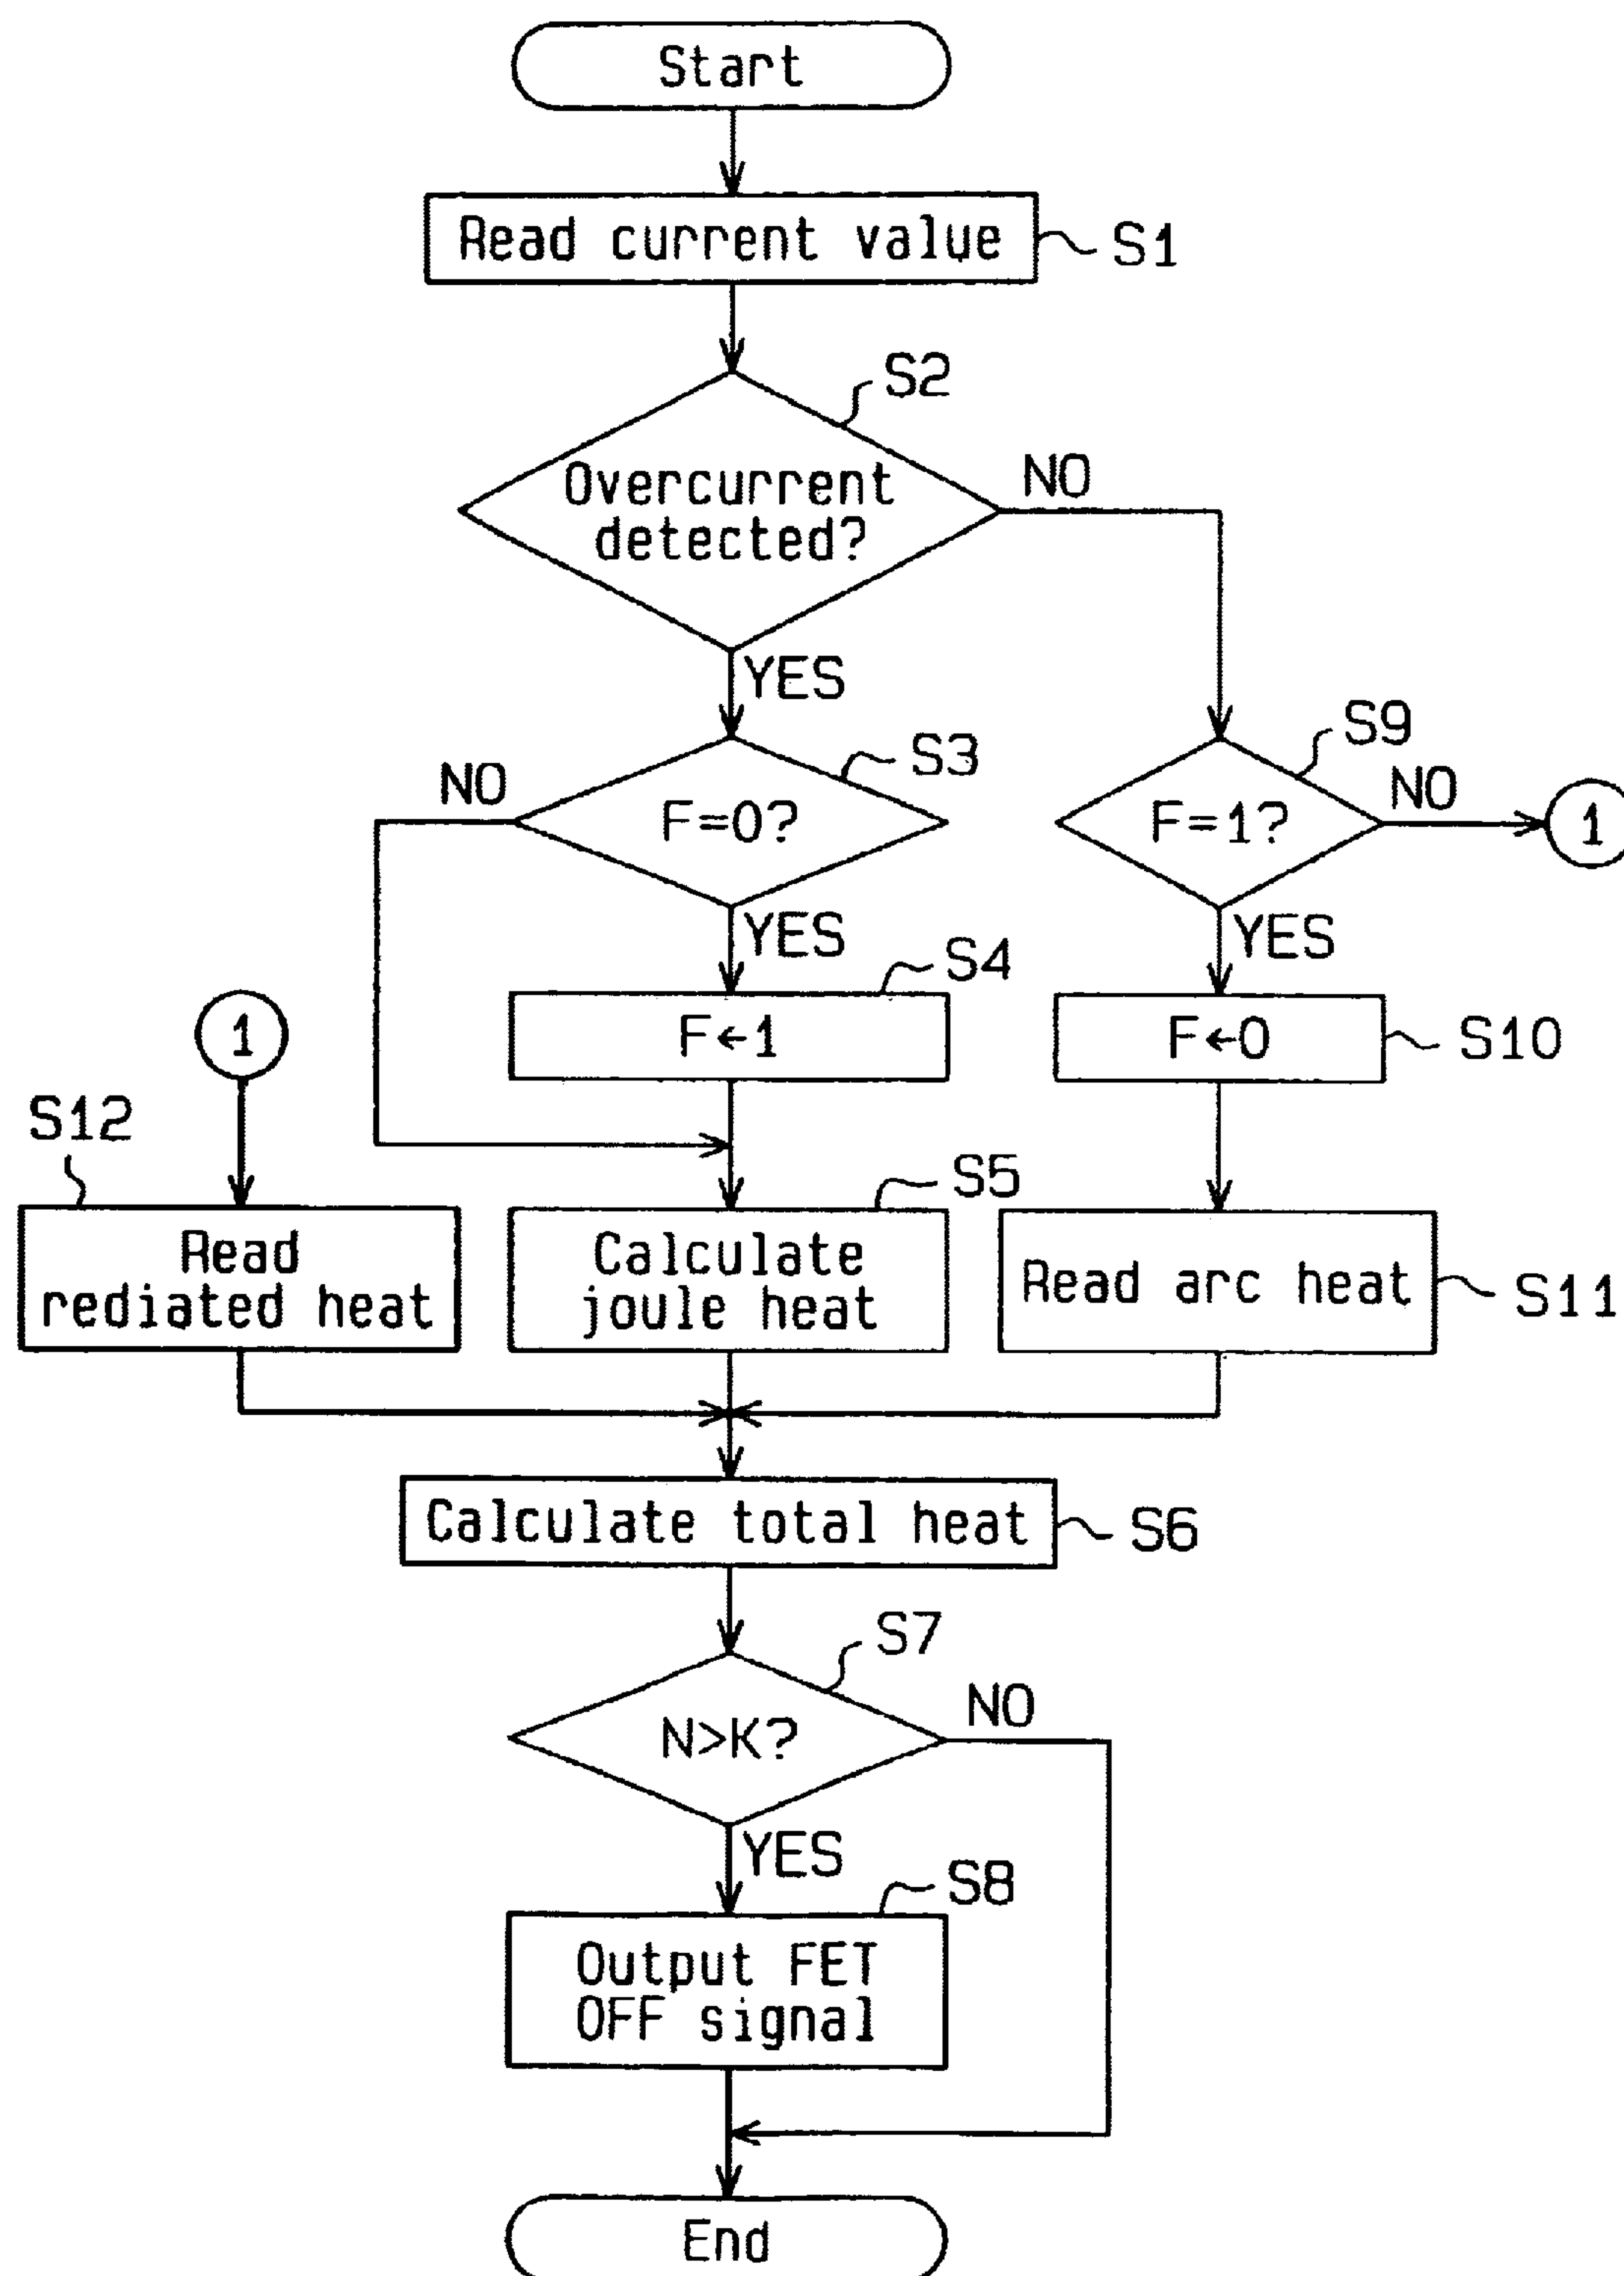 Start
Read current value
S1
S2
Overcurrent
detected?
NO
YES
S3
NO
F=0?
S9
F=1?
NO
1
YES
S4
F←1
YES
F←0
S10
1
S12
Read
rediated heat
S5
Calculate
joule heat
Read arc heat
S11
Calculate total heat
S6
S7
N>K?
NO
YES
S8
Output FET
OFF signal
End